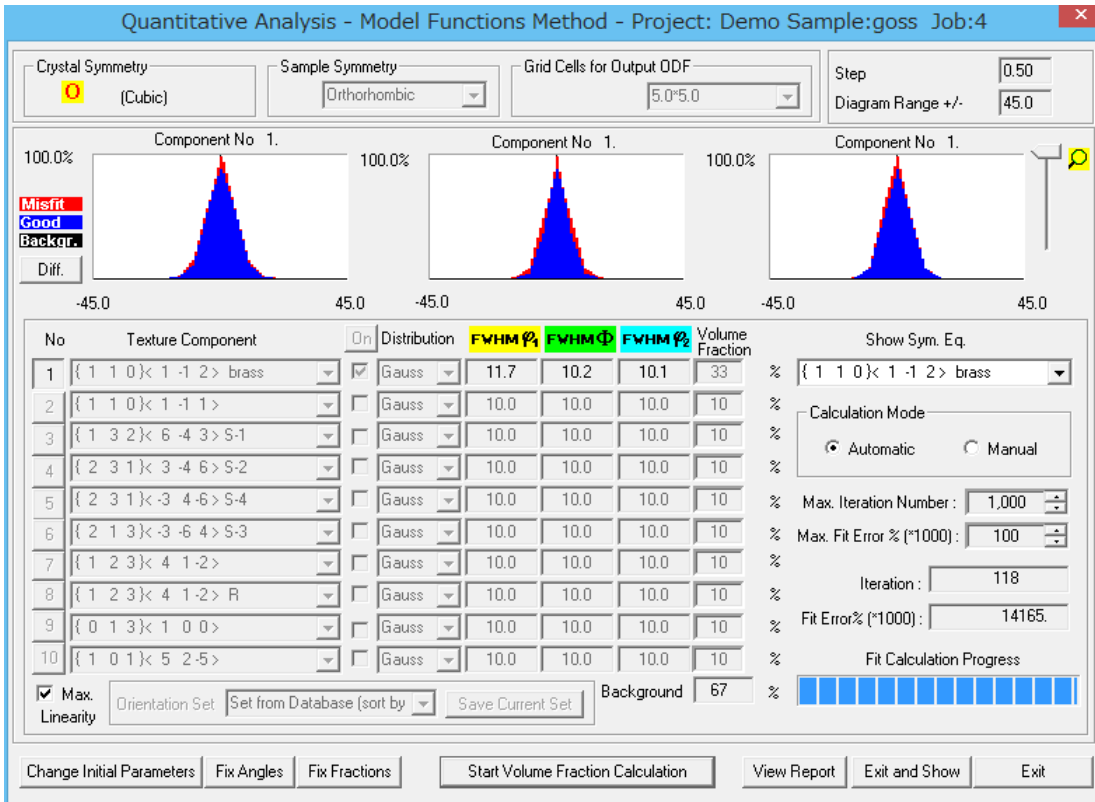 Quantitative Analysis - Model Functions Method - Project: Demo Sample:goss Job:4
Crystal Symmetry
O (Cubic)
Sample Symmetry
Orthorhombic
Grid Cells for Output ODF
5.0*5.0
Step 0.50
Diagram Range +/- 45.0
Component No 1. Component No 1. Component No 1.
100.0% 100.0% 100.0%
Misfit
Good
Backgr.
Diff.
-45.0 45.0 -45.0 45.0 -45.0 45.0
No Texture Component On Distribution FWHM φ1 FWHM Φ FWHM φ2 Volume Fraction
1 { 1 1 0}< 1 -1 2> brass Gauss 11.7 10.2 10.1 33 %
2 { 1 1 0}< 1 -1 1> Gauss 10.0 10.0 10.0 10 %
3 { 1 3 2}< 6 -4 3> S-1 Gauss 10.0 10.0 10.0 10 %
4 { 2 3 1}< 3 -4 6> S-2 Gauss 10.0 10.0 10.0 10 %
5 { 2 3 1}< -3 4 -6> S-4 Gauss 10.0 10.0 10.0 10 %
6 { 2 1 3}< -3 -6 4> S-3 Gauss 10.0 10.0 10.0 10 %
7 { 1 2 3}< 4 1 -2> Gauss 10.0 10.0 10.0 10 %
8 { 1 2 3}< 4 1 -2> R Gauss 10.0 10.0 10.0 10 %
9 { 0 1 3}< 1 0 0> Gauss 10.0 10.0 10.0 10 %
10 { 1 0 1}< 5 2 -5> Gauss 10.0 10.0 10.0 10 %
Max. Linearity
Orientation Set Set from Database (sort by Save Current Set
Background 67 %
Show Sym. Eq.
{ 1 1 0}< 1 -1 2> brass
Calculation Mode
Automatic Manual
Max. Iteration Number : 1,000
Max. Fit Error % (*1000) : 100
Iteration : 118
Fit Error% (*1000) : 14165.
Fit Calculation Progress
Change Initial Parameters Fix Angles Fix Fractions Start Volume Fraction Calculation View Report Exit and Show Exit